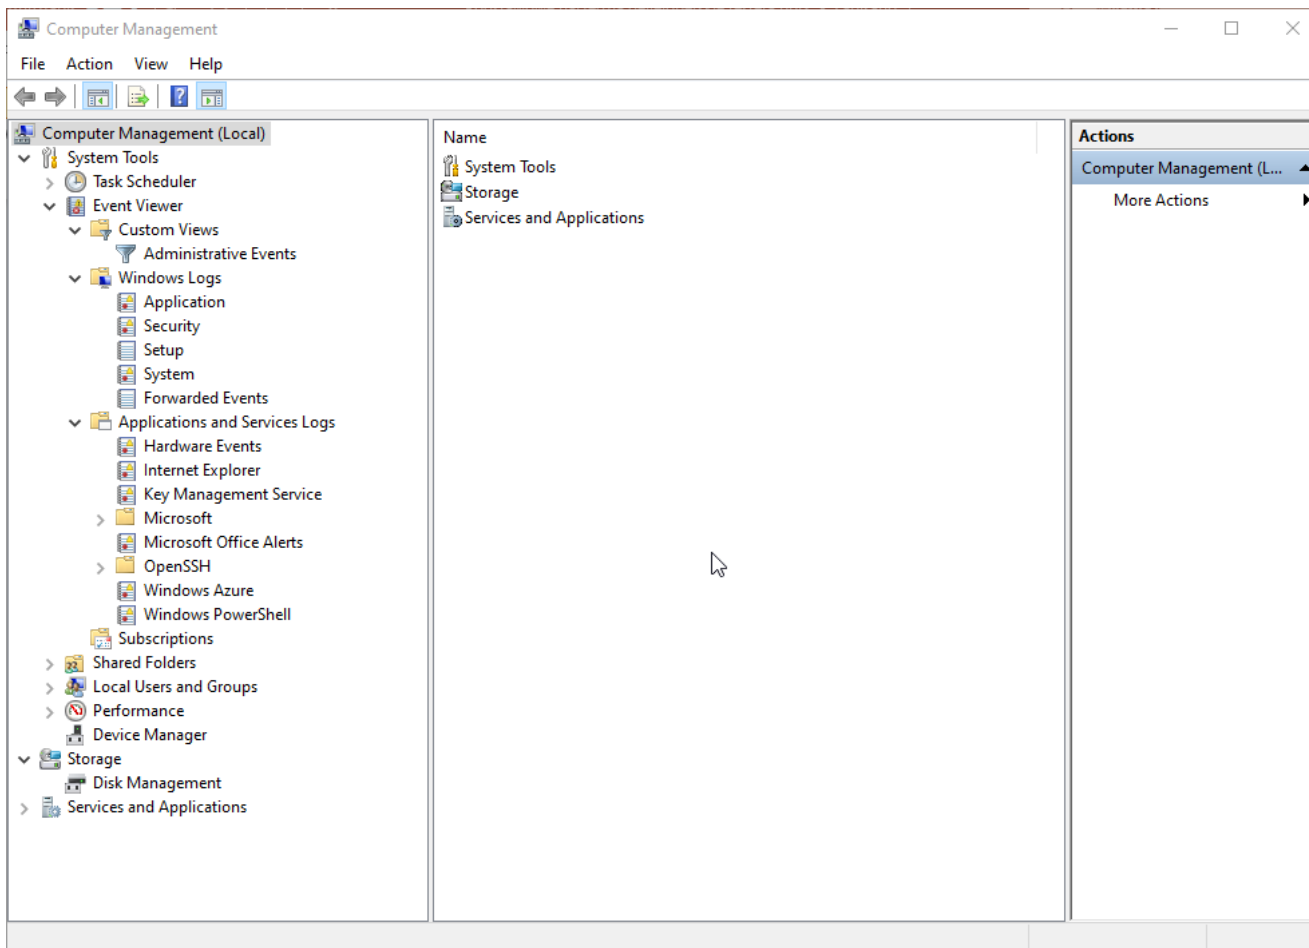 Computer Management
File Action View Help
?
Computer Management (Local)
System Tools
Task Scheduler
Event Viewer
Custom Views
Administrative Events
Windows Logs
Application
Security
Setup
System
Forwarded Events
Applications and Services Logs
Hardware Events
Internet Explorer
Key Management Service
Microsoft
Microsoft Office Alerts
OpenSSH
Windows Azure
Windows PowerShell
Subscriptions
Shared Folders
Local Users and Groups
Performance
Device Manager
Storage
Disk Management
Services and Applications
Name
System Tools
Storage
Services and Applications
Actions
Computer Management (L...
More Actions